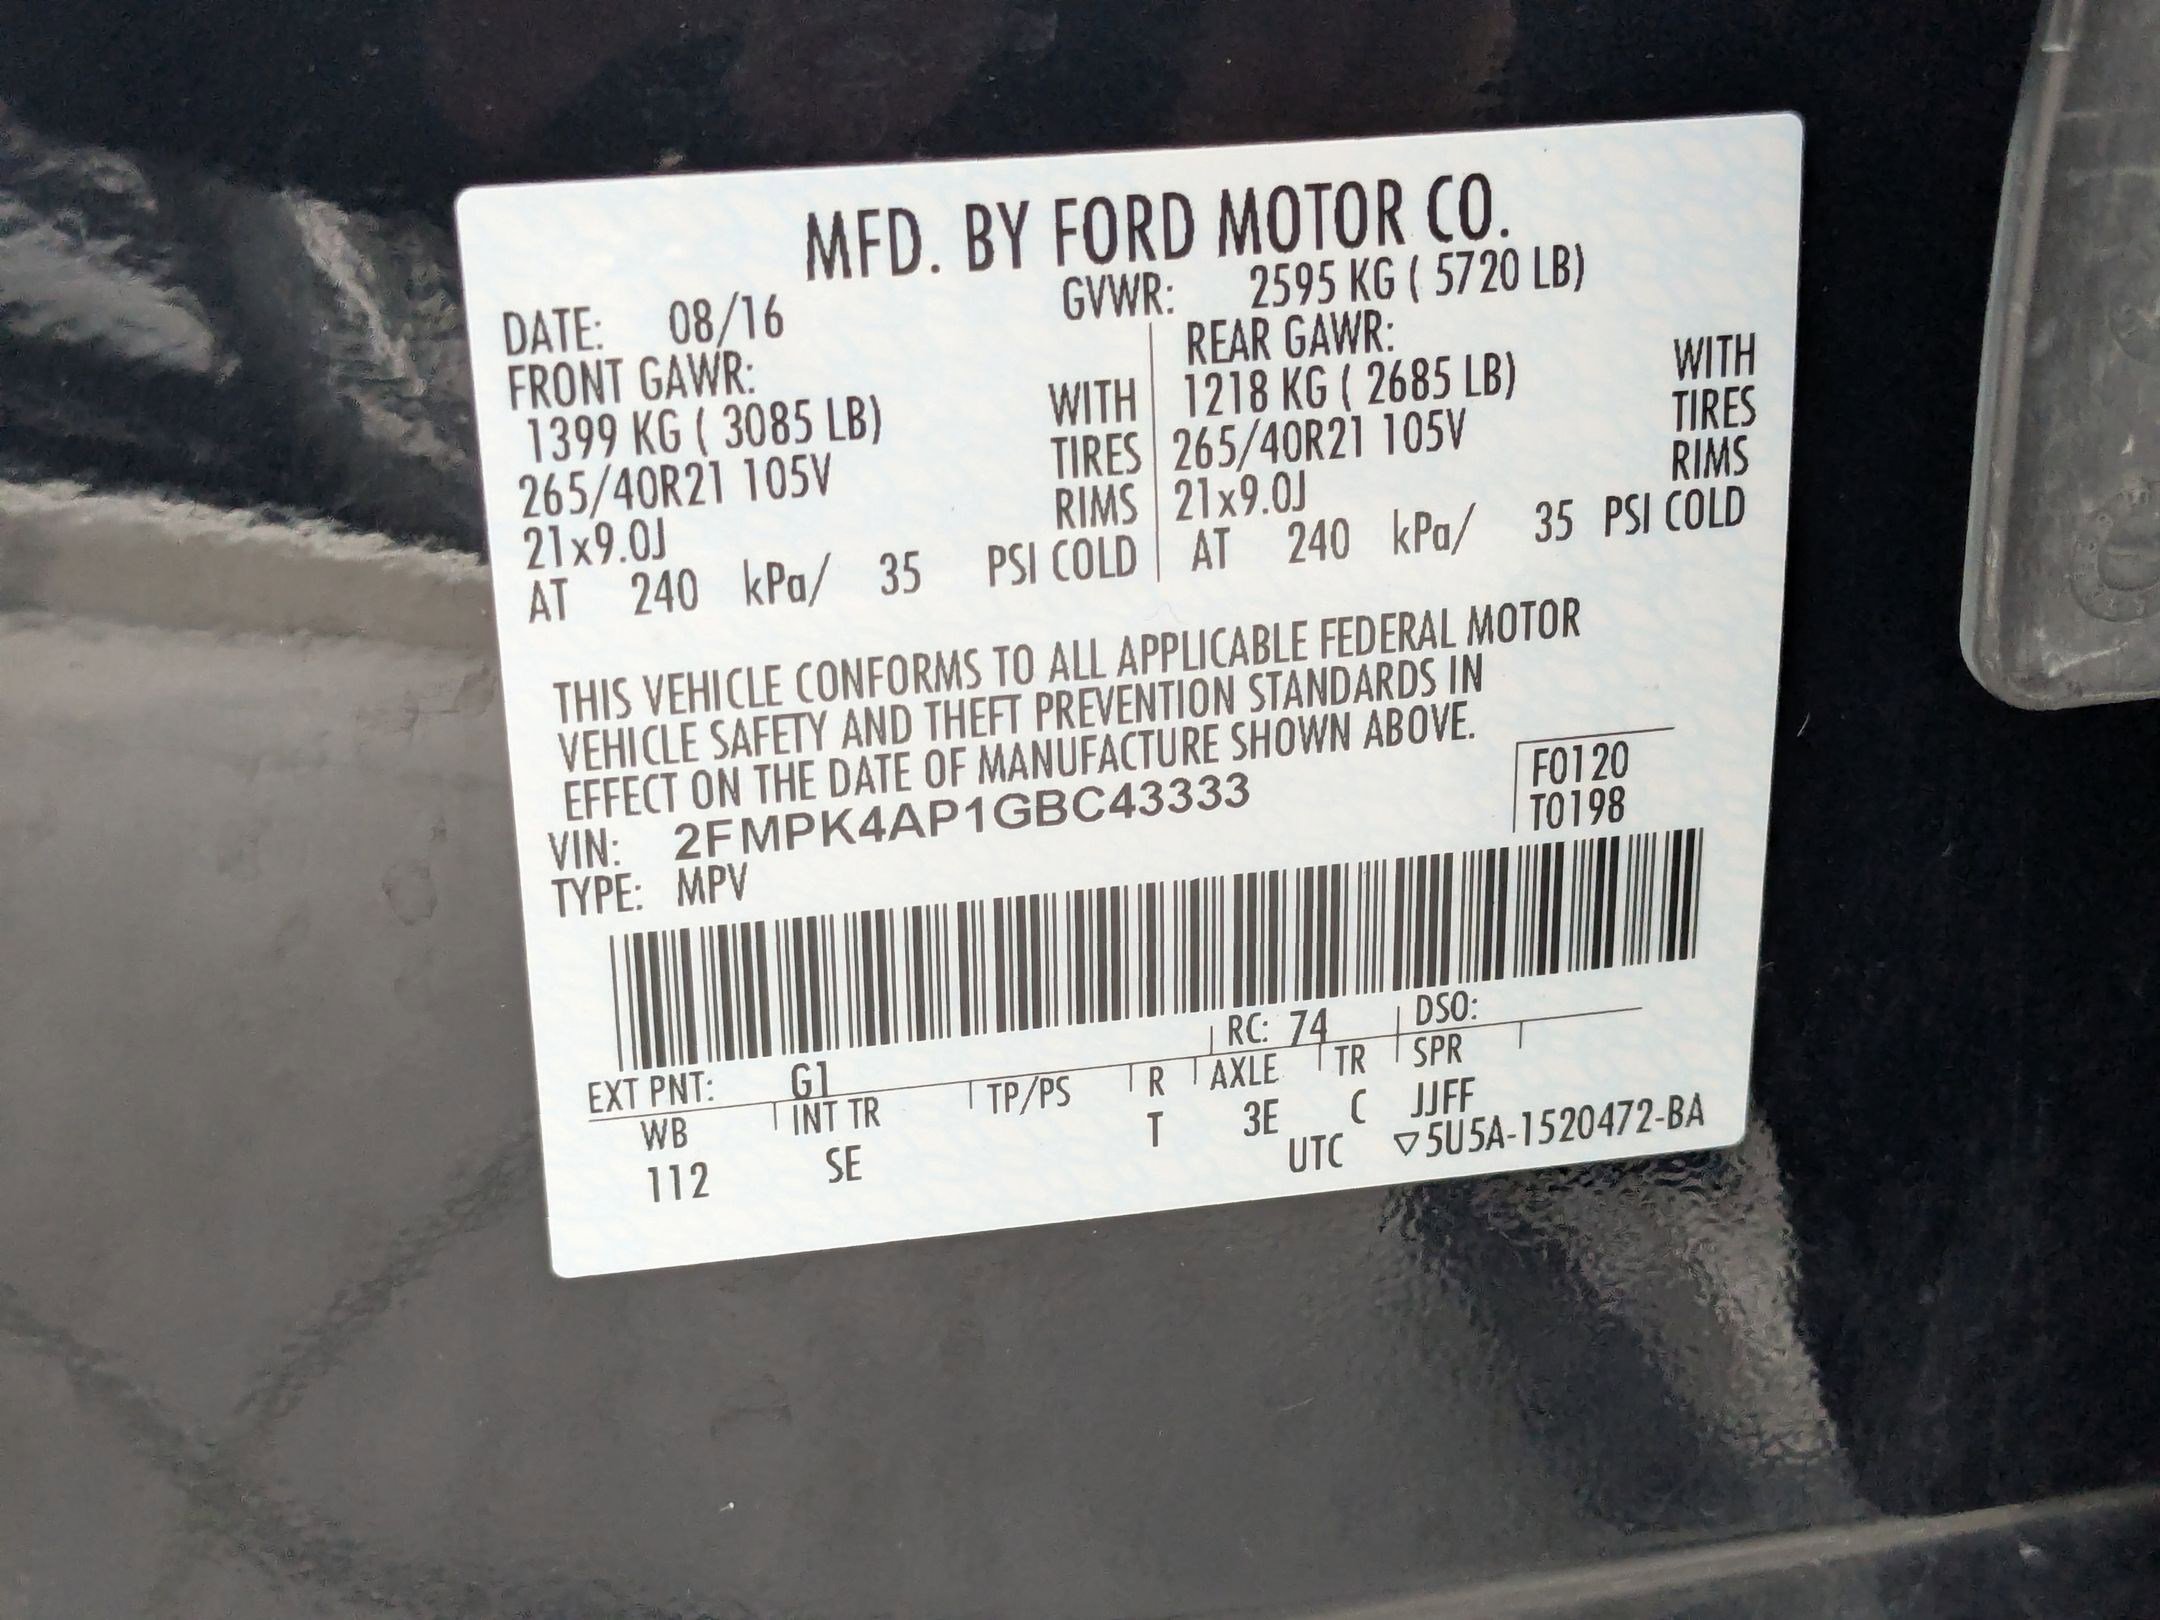 MFD. BY FORD MOTOR CO.
DATE: 08/16 GVWR: 2595 KG ( 5720 LB)
FRONT GAWR: REAR GAWR:
1399 KG ( 3085 LB) WITH 1218 KG ( 2685 LB) WITH
265/40R21 105V TIRES 265/40R21 105V TIRES
21x9.0J RIMS 21x9.0J RIMS
AT 240 kPa/ 35 PSI COLD AT 240 kPa/ 35 PSI COLD
THIS VEHICLE CONFORMS TO ALL APPLICABLE FEDERAL MOTOR
VEHICLE SAFETY AND THEFT PREVENTION STANDARDS IN
EFFECT ON THE DATE OF MANUFACTURE SHOWN ABOVE.
F0120
VIN: 2FMPK4AP1GBC43333 T0198
TYPE: MPV
EXT PNT: G1 RC: 74 DSO:
WB INT TR TP/PS R AXLE TR SPR
112 SE T 3E C JJFF
UTC ▽5U5A-1520472-BA